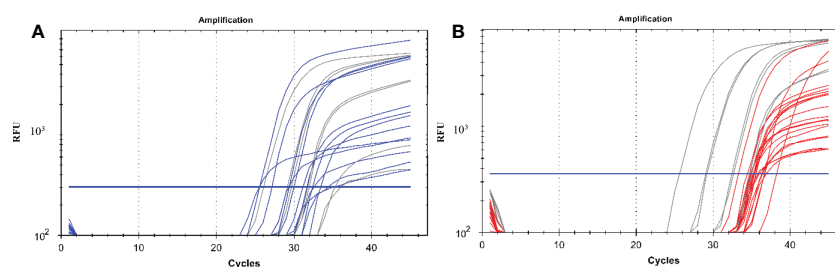 A
Amplification
RFU
10³
10²
0
10
20
30
40
Cycles
B
Amplification
RFU
10³
10²
0
10
20
30
40
Cycles